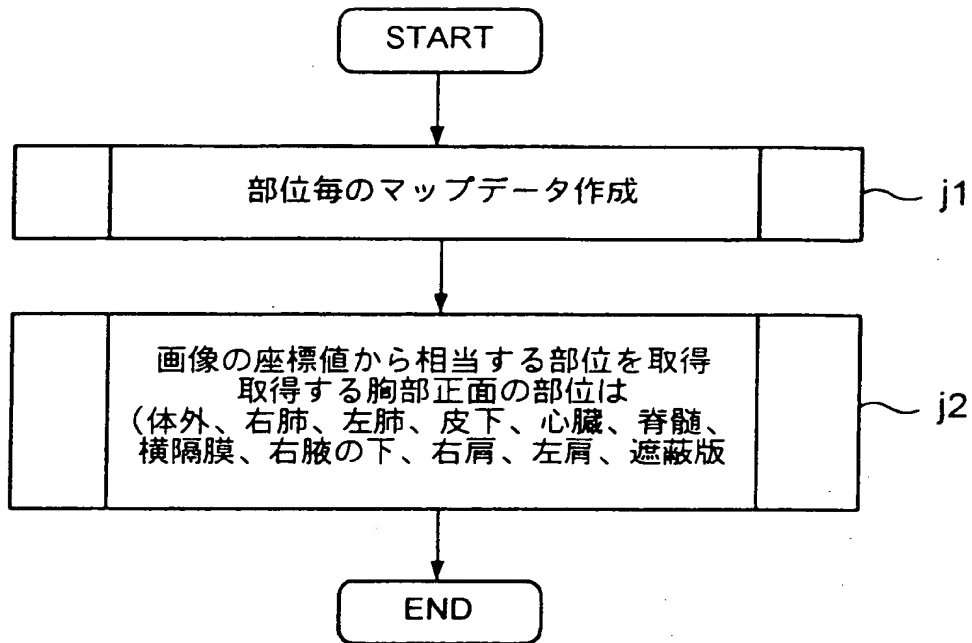 START
部位毎のマップデータ作成
j1
画像の座標値から相当する部位を取得
取得する胸部正面の部位は
(体外、右肺、左肺、皮下、心臓、脊髄、
横隔膜、右腋の下、右肩、左肩、遮蔽版
j2
END